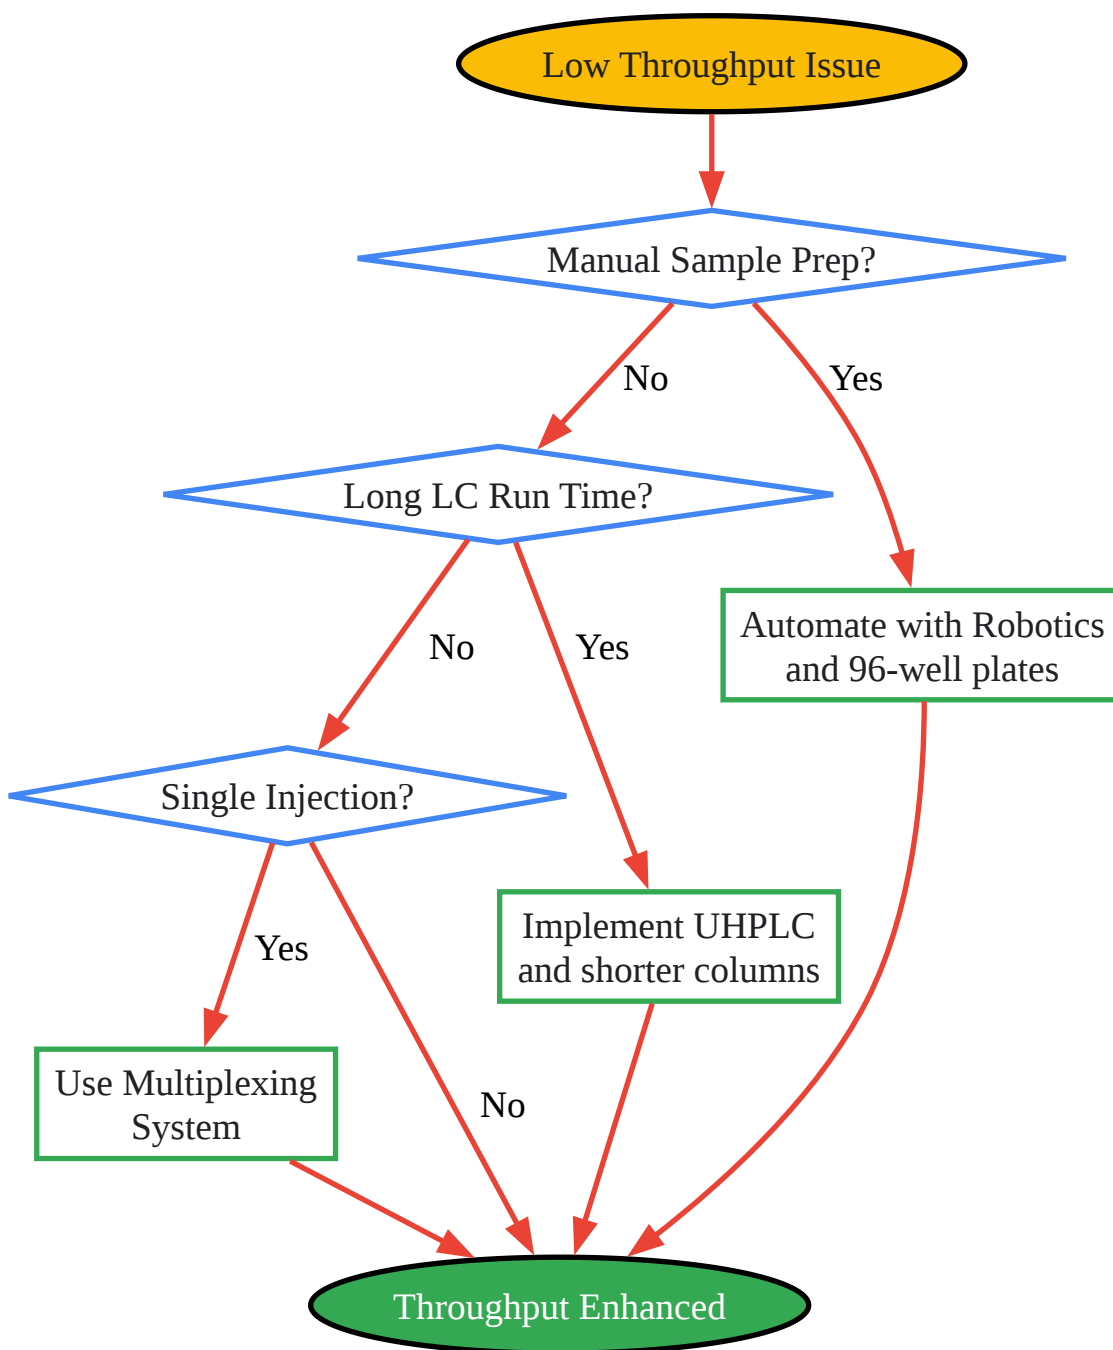 Low Throughput Issue
Manual Sample Prep?
No
Yes
Long LC Run Time?
Automate with Robotics
and 96-well plates
No
Yes
Single Injection?
Implement UHPLC
and shorter columns
Yes
Use Multiplexing
System
No
Throughput Enhanced